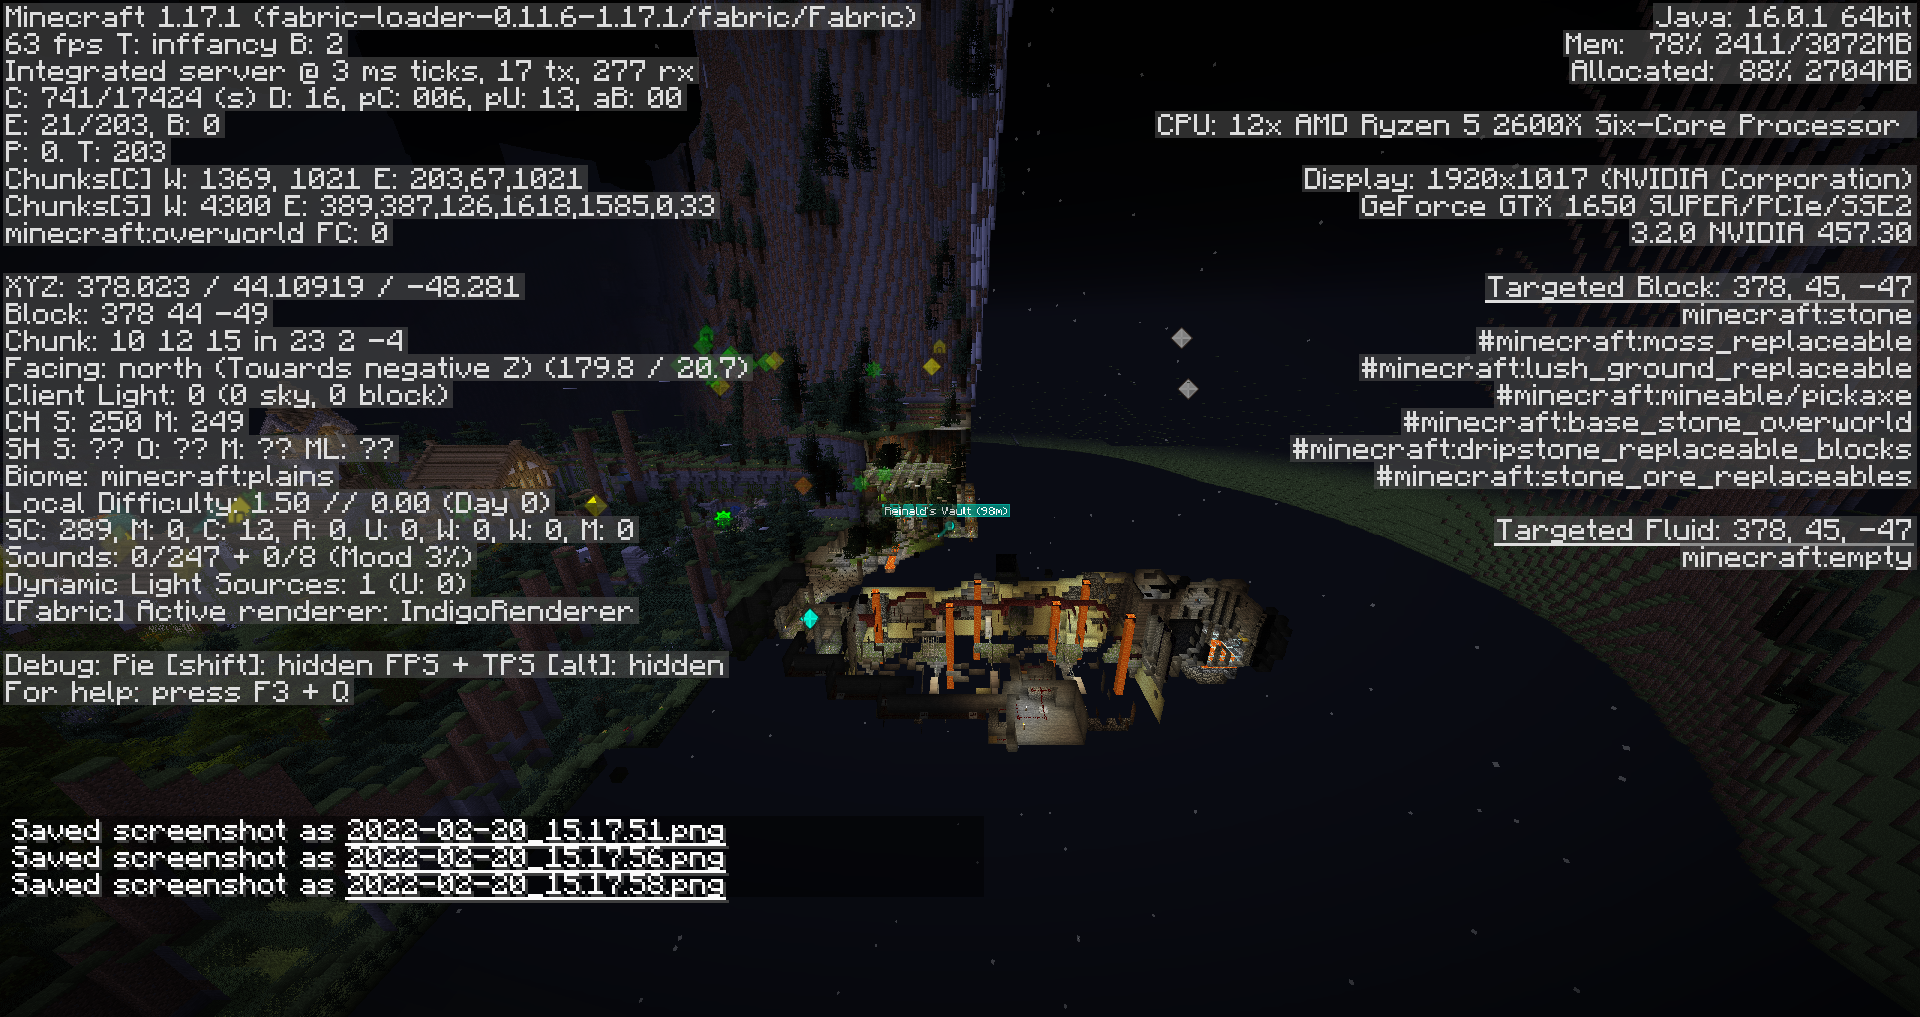 Minecraft 1.17.1 (fabric-loader-0.11.6-1.17.1/fabric/Fabric)
63 fps T: inffancy B: 2
Integrated server @ 3 ms ticks, 17 tx, 277 rx
C: 741/17424 (s) D: 16, pC: 006, pU: 13, aB: 00
E: 21/203, B: 0
P: 0. T: 203
Chunks[C] W: 1369, 1021 E: 203,67,1021
Chunks[S] W: 4300 E: 389,387,126,1618,1585,0,33
minecraft:overworld FC: 0
XYZ: 378.023 / 44.10919 / -48.281
Block: 378 44 -49
Chunk: 10 12 15 in 23 2 -4
Facing: north (Towards negative Z) (179.8 / 20.7)
Client Light: 0 (0 sky, 0 block)
CH S: 250 M: 249
SH S: ?? O: ?? M: ?? ML: ??
Biome: minecraft:plains
Local Difficulty: 1.50 // 0.00 (Day 0)
SC: 289, M: 0, C: 12, A: 0, U: 0, W: 0, W: 0, M: 0
Sounds: 0/247 + 0/8 (Mood 3%)
Dynamic Light Sources: 1 (U: 0)
[Fabric] Active renderer: IndigoRenderer
Debug: Pie [shift]: hidden FPS + TPS [alt]: hidden
For help: press F3 + Q
Java: 16.0.1 64bit
Mem: 78% 2411/3072MB
Allocated: 88% 2704MB
CPU: 12x AMD Ryzen 5 2600X Six-Core Processor
Display: 1920x1017 (NVIDIA Corporation)
GeForce GTX 1650 SUPER/PCIe/SSE2
3.2.0 NVIDIA 457.30
Targeted Block: 378, 45, -47
minecraft:stone
#minecraft:moss_replaceable
#minecraft:lush_ground_replaceable
#minecraft:mineable/pickaxe
#minecraft:base_stone_overworld
#minecraft:dripstone_replaceable_blocks
#minecraft:stone_ore_replaceables
Targeted Fluid: 378, 45, -47
minecraft:empty
Reinald's Vault (98m)
Saved screenshot as 2022-02-20_15.17.51.png
Saved screenshot as 2022-02-20_15.17.56.png
Saved screenshot as 2022-02-20_15.17.58.png